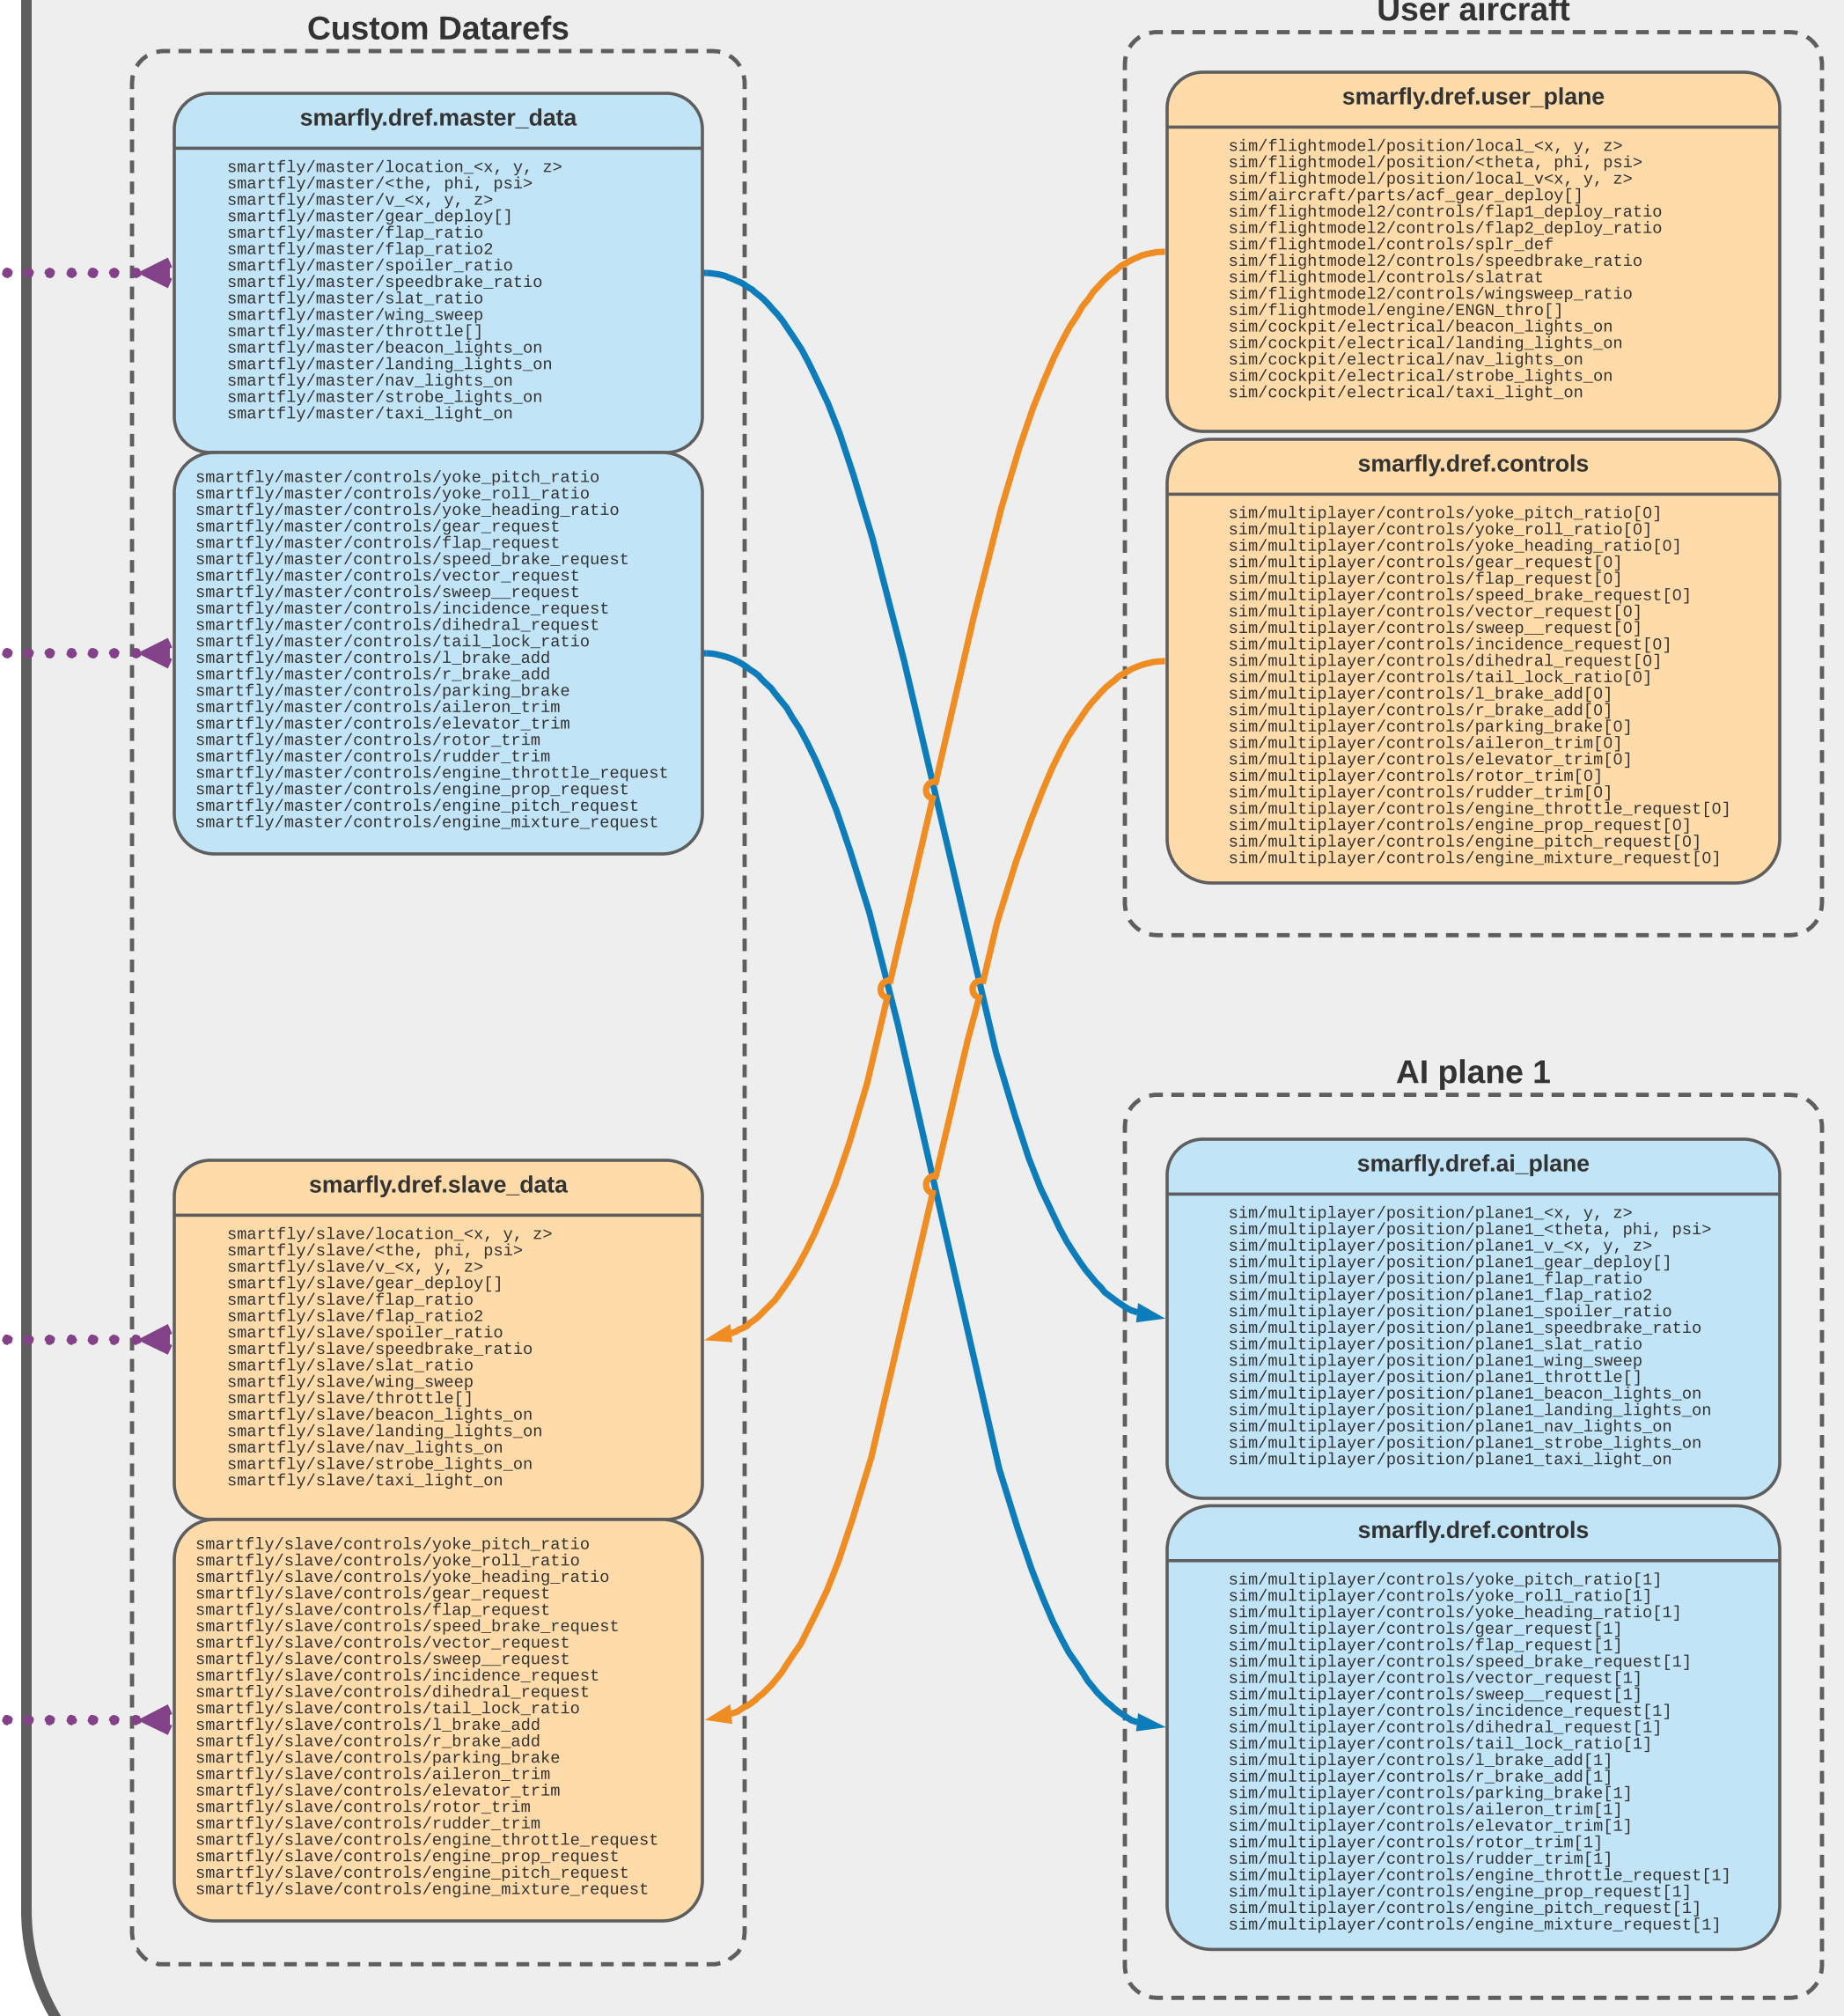 Custom Datarefs
smarfly.dref.master_data
smartfly/master/location_<x, y, z>
smartfly/master/<the, phi, psi>
smartfly/master/v_<x, y, z>
smartfly/master/gear_deploy[]
smartfly/master/flap_ratio
smartfly/master/flap_ratio2
smartfly/master/spoiler_ratio
smartfly/master/speedbrake_ratio
smartfly/master/slat_ratio
smartfly/master/wing_sweep
smartfly/master/throttle[]
smartfly/master/beacon_lights_on
smartfly/master/landing_lights_on
smartfly/master/nav_lights_on
smartfly/master/strobe_lights_on
smartfly/master/taxi_light_on
smartfly/master/controls/yoke_pitch_ratio
smartfly/master/controls/yoke_roll_ratio
smartfly/master/controls/yoke_heading_ratio
smartfly/master/controls/gear_request
smartfly/master/controls/flap_request
smartfly/master/controls/speed_brake_request
smartfly/master/controls/vector_request
smartfly/master/controls/sweep__request
smartfly/master/controls/incidence_request
smartfly/master/controls/dihedral_request
smartfly/master/controls/tail_lock_ratio
smartfly/master/controls/l_brake_add
smartfly/master/controls/r_brake_add
smartfly/master/controls/parking_brake
smartfly/master/controls/aileron_trim
smartfly/master/controls/elevator_trim
smartfly/master/controls/rotor_trim
smartfly/master/controls/rudder_trim
smartfly/master/controls/engine_throttle_request
smartfly/master/controls/engine_prop_request
smartfly/master/controls/engine_pitch_request
smartfly/master/controls/engine_mixture_request
smarfly.dref.slave_data
smartfly/slave/location_<x, y, z>
smartfly/slave/<the, phi, psi>
smartfly/slave/v_<x, y, z>
smartfly/slave/gear_deploy[]
smartfly/slave/flap_ratio
smartfly/slave/flap_ratio2
smartfly/slave/spoiler_ratio
smartfly/slave/speedbrake_ratio
smartfly/slave/slat_ratio
smartfly/slave/wing_sweep
smartfly/slave/throttle[]
smartfly/slave/beacon_lights_on
smartfly/slave/landing_lights_on
smartfly/slave/nav_lights_on
smartfly/slave/strobe_lights_on
smartfly/slave/taxi_light_on
smartfly/slave/controls/yoke_pitch_ratio
smartfly/slave/controls/yoke_roll_ratio
smartfly/slave/controls/yoke_heading_ratio
smartfly/slave/controls/gear_request
smartfly/slave/controls/flap_request
smartfly/slave/controls/speed_brake_request
smartfly/slave/controls/vector_request
smartfly/slave/controls/sweep__request
smartfly/slave/controls/incidence_request
smartfly/slave/controls/dihedral_request
smartfly/slave/controls/tail_lock_ratio
smartfly/slave/controls/l_brake_add
smartfly/slave/controls/r_brake_add
smartfly/slave/controls/parking_brake
smartfly/slave/controls/aileron_trim
smartfly/slave/controls/elevator_trim
smartfly/slave/controls/rotor_trim
smartfly/slave/controls/rudder_trim
smartfly/slave/controls/engine_throttle_request
smartfly/slave/controls/engine_prop_request
smartfly/slave/controls/engine_pitch_request
smartfly/slave/controls/engine_mixture_request
User aircraft
smarfly.dref.user_plane
sim/flightmodel/position/local_<x, y, z>
sim/flightmodel/position/<theta, phi, psi>
sim/flightmodel/position/local_v<x, y, z>
sim/aircraft/parts/acf_gear_deploy[]
sim/flightmodel2/controls/flap1_deploy_ratio
sim/flightmodel2/controls/flap2_deploy_ratio
sim/flightmodel/controls/splr_def
sim/flightmodel2/controls/speedbrake_ratio
sim/flightmodel/controls/slatrat
sim/flightmodel2/controls/wingsweep_ratio
sim/flightmodel/engine/ENGN_thro[]
sim/cockpit/electrical/beacon_lights_on
sim/cockpit/electrical/landing_lights_on
sim/cockpit/electrical/nav_lights_on
sim/cockpit/electrical/strobe_lights_on
sim/cockpit/electrical/taxi_light_on
smarfly.dref.controls
sim/multiplayer/controls/yoke_pitch_ratio[0]
sim/multiplayer/controls/yoke_roll_ratio[0]
sim/multiplayer/controls/yoke_heading_ratio[0]
sim/multiplayer/controls/gear_request[0]
sim/multiplayer/controls/flap_request[0]
sim/multiplayer/controls/speed_brake_request[0]
sim/multiplayer/controls/vector_request[0]
sim/multiplayer/controls/sweep__request[0]
sim/multiplayer/controls/incidence_request[0]
sim/multiplayer/controls/dihedral_request[0]
sim/multiplayer/controls/tail_lock_ratio[0]
sim/multiplayer/controls/l_brake_add[0]
sim/multiplayer/controls/r_brake_add[0]
sim/multiplayer/controls/parking_brake[0]
sim/multiplayer/controls/aileron_trim[0]
sim/multiplayer/controls/elevator_trim[0]
sim/multiplayer/controls/rotor_trim[0]
sim/multiplayer/controls/rudder_trim[0]
sim/multiplayer/controls/engine_throttle_request[0]
sim/multiplayer/controls/engine_prop_request[0]
sim/multiplayer/controls/engine_pitch_request[0]
sim/multiplayer/controls/engine_mixture_request[0]
AI plane 1
smarfly.dref.ai_plane
sim/multiplayer/position/plane1_<x, y, z>
sim/multiplayer/position/plane1_<theta, phi, psi>
sim/multiplayer/position/plane1_v_<x, y, z>
sim/multiplayer/position/plane1_gear_deploy[]
sim/multiplayer/position/plane1_flap_ratio
sim/multiplayer/position/plane1_flap_ratio2
sim/multiplayer/position/plane1_spoiler_ratio
sim/multiplayer/position/plane1_speedbrake_ratio
sim/multiplayer/position/plane1_slat_ratio
sim/multiplayer/position/plane1_wing_sweep
sim/multiplayer/position/plane1_throttle[]
sim/multiplayer/position/plane1_beacon_lights_on
sim/multiplayer/position/plane1_landing_lights_on
sim/multiplayer/position/plane1_nav_lights_on
sim/multiplayer/position/plane1_strobe_lights_on
sim/multiplayer/position/plane1_taxi_light_on
smarfly.dref.controls
sim/multiplayer/controls/yoke_pitch_ratio[1]
sim/multiplayer/controls/yoke_roll_ratio[1]
sim/multiplayer/controls/yoke_heading_ratio[1]
sim/multiplayer/controls/gear_request[1]
sim/multiplayer/controls/flap_request[1]
sim/multiplayer/controls/speed_brake_request[1]
sim/multiplayer/controls/vector_request[1]
sim/multiplayer/controls/sweep__request[1]
sim/multiplayer/controls/incidence_request[1]
sim/multiplayer/controls/dihedral_request[1]
sim/multiplayer/controls/tail_lock_ratio[1]
sim/multiplayer/controls/l_brake_add[1]
sim/multiplayer/controls/r_brake_add[1]
sim/multiplayer/controls/parking_brake[1]
sim/multiplayer/controls/aileron_trim[1]
sim/multiplayer/controls/elevator_trim[1]
sim/multiplayer/controls/rotor_trim[1]
sim/multiplayer/controls/rudder_trim[1]
sim/multiplayer/controls/engine_throttle_request[1]
sim/multiplayer/controls/engine_prop_request[1]
sim/multiplayer/controls/engine_pitch_request[1]
sim/multiplayer/controls/engine_mixture_request[1]